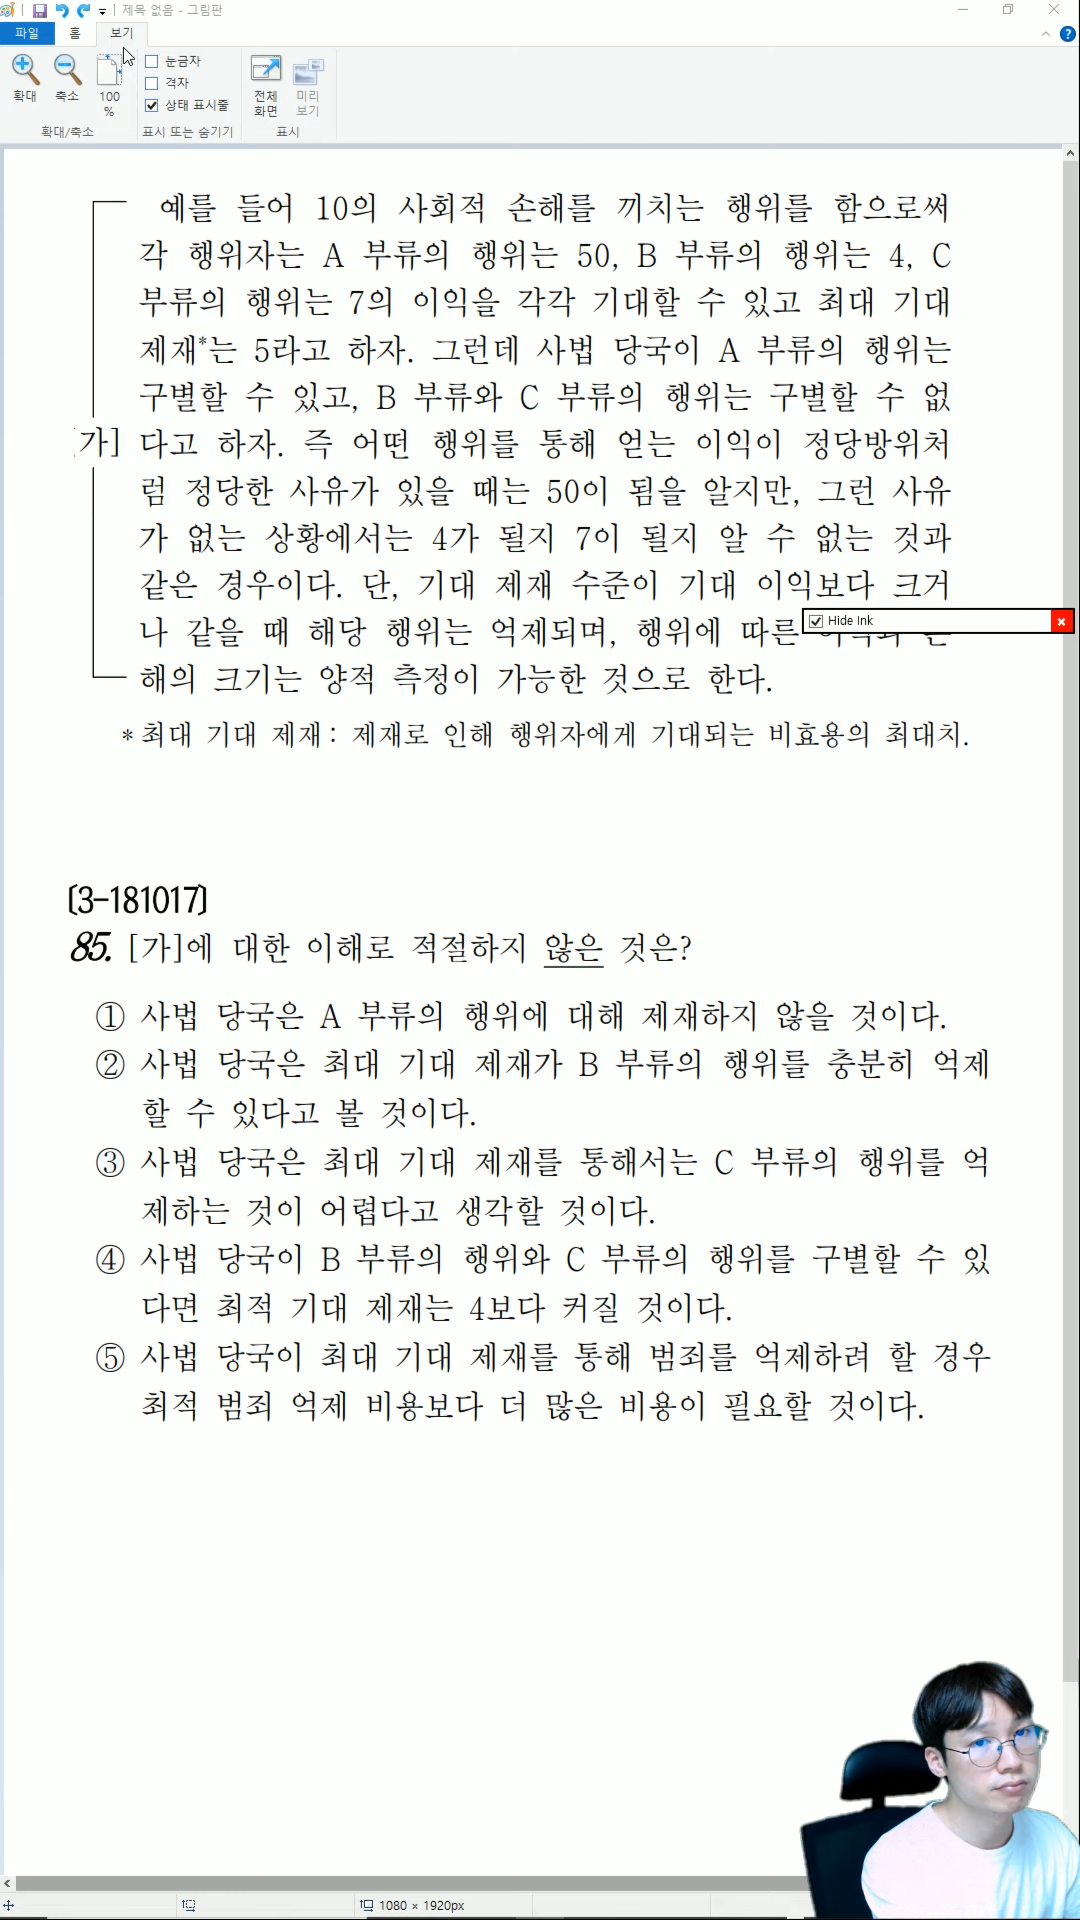 제목 없음 - 그림판
파일 홈 보기
확대 축소 100 % 눈금자 격자 상태 표시줄 전체 화면 미리 보기
확대/축소 표시 또는 숨기기 표시
예를 들어 10의 사회적 손해를 끼치는 행위를 함으로써
각 행위자는 A 부류의 행위는 50, B 부류의 행위는 4, C
부류의 행위는 7의 이익을 각각 기대할 수 있고 최대 기대
제재*는 5라고 하자. 그런데 사법 당국이 A 부류의 행위는
구별할 수 있고, B 부류와 C 부류의 행위는 구별할 수 없
가] 다고 하자. 즉 어떤 행위를 통해 얻는 이익이 정당방위처
럼 정당한 사유가 있을 때는 50이 됨을 알지만, 그런 사유
가 없는 상황에서는 4가 될지 7이 될지 알 수 없는 것과
같은 경우이다. 단, 기대 제재 수준이 기대 이익보다 크거
나 같을 때 해당 행위는 억제되며, 행위에 따른
Hide Ink
해의 크기는 양적 측정이 가능한 것으로 한다.
* 최대 기대 제재 : 제재로 인해 행위자에게 기대되는 비효용의 최대치.
[3-181017]
85. [가]에 대한 이해로 적절하지 않은 것은?
① 사법 당국은 A 부류의 행위에 대해 제재하지 않을 것이다.
② 사법 당국은 최대 기대 제재가 B 부류의 행위를 충분히 억제
할 수 있다고 볼 것이다.
③ 사법 당국은 최대 기대 제재를 통해서는 C 부류의 행위를 억
제하는 것이 어렵다고 생각할 것이다.
④ 사법 당국이 B 부류의 행위와 C 부류의 행위를 구별할 수 있
다면 최적 기대 제재는 4보다 커질 것이다.
⑤ 사법 당국이 최대 기대 제재를 통해 범죄를 억제하려 할 경우
최적 범죄 억제 비용보다 더 많은 비용이 필요할 것이다.
1080 × 1920px